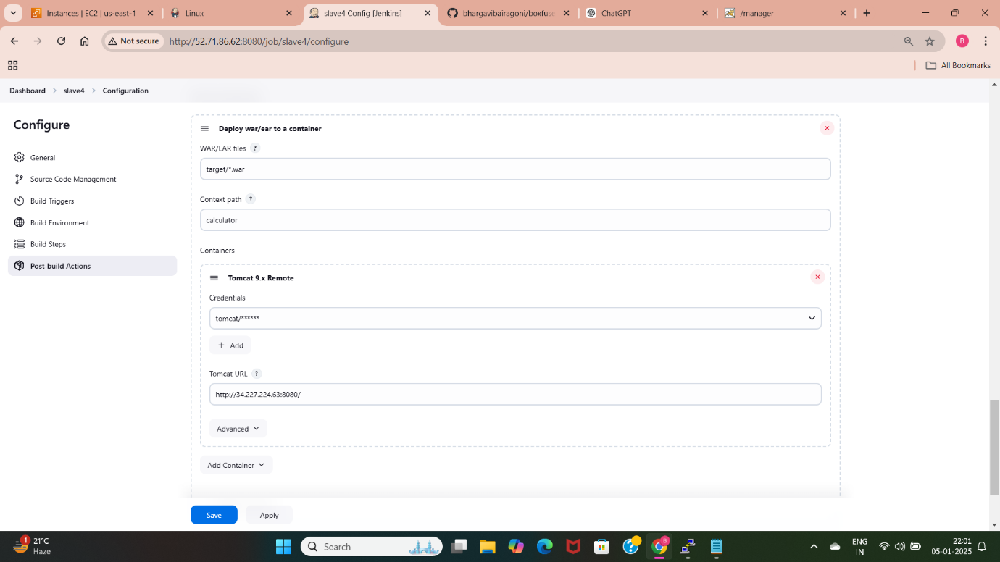 Instances | EC2 | us-east-1
Linux
slave4 Config [Jenkins]
bhargavibairagoni/boxfuse
ChatGPT
/manager
Not secure
http://52.71.86.62:8080/job/slave4/configure
B
All Bookmarks
Dashboard
slave4
Configuration
Configure
General
Source Code Management
Build Triggers
Build Environment
Build Steps
Post-build Actions
Deploy war/ear to a container
WAR/EAR files ?
target/*.war
Context path ?
calculator
Containers
Tomcat 9.x Remote
Credentials
tomcat/******
+ Add
Tomcat URL ?
http://34.227.224.63:8080/
Advanced
Add Container
Save
Apply
1
21°C
Haze
Search
B
ENG
IN
22:01
05-01-2025